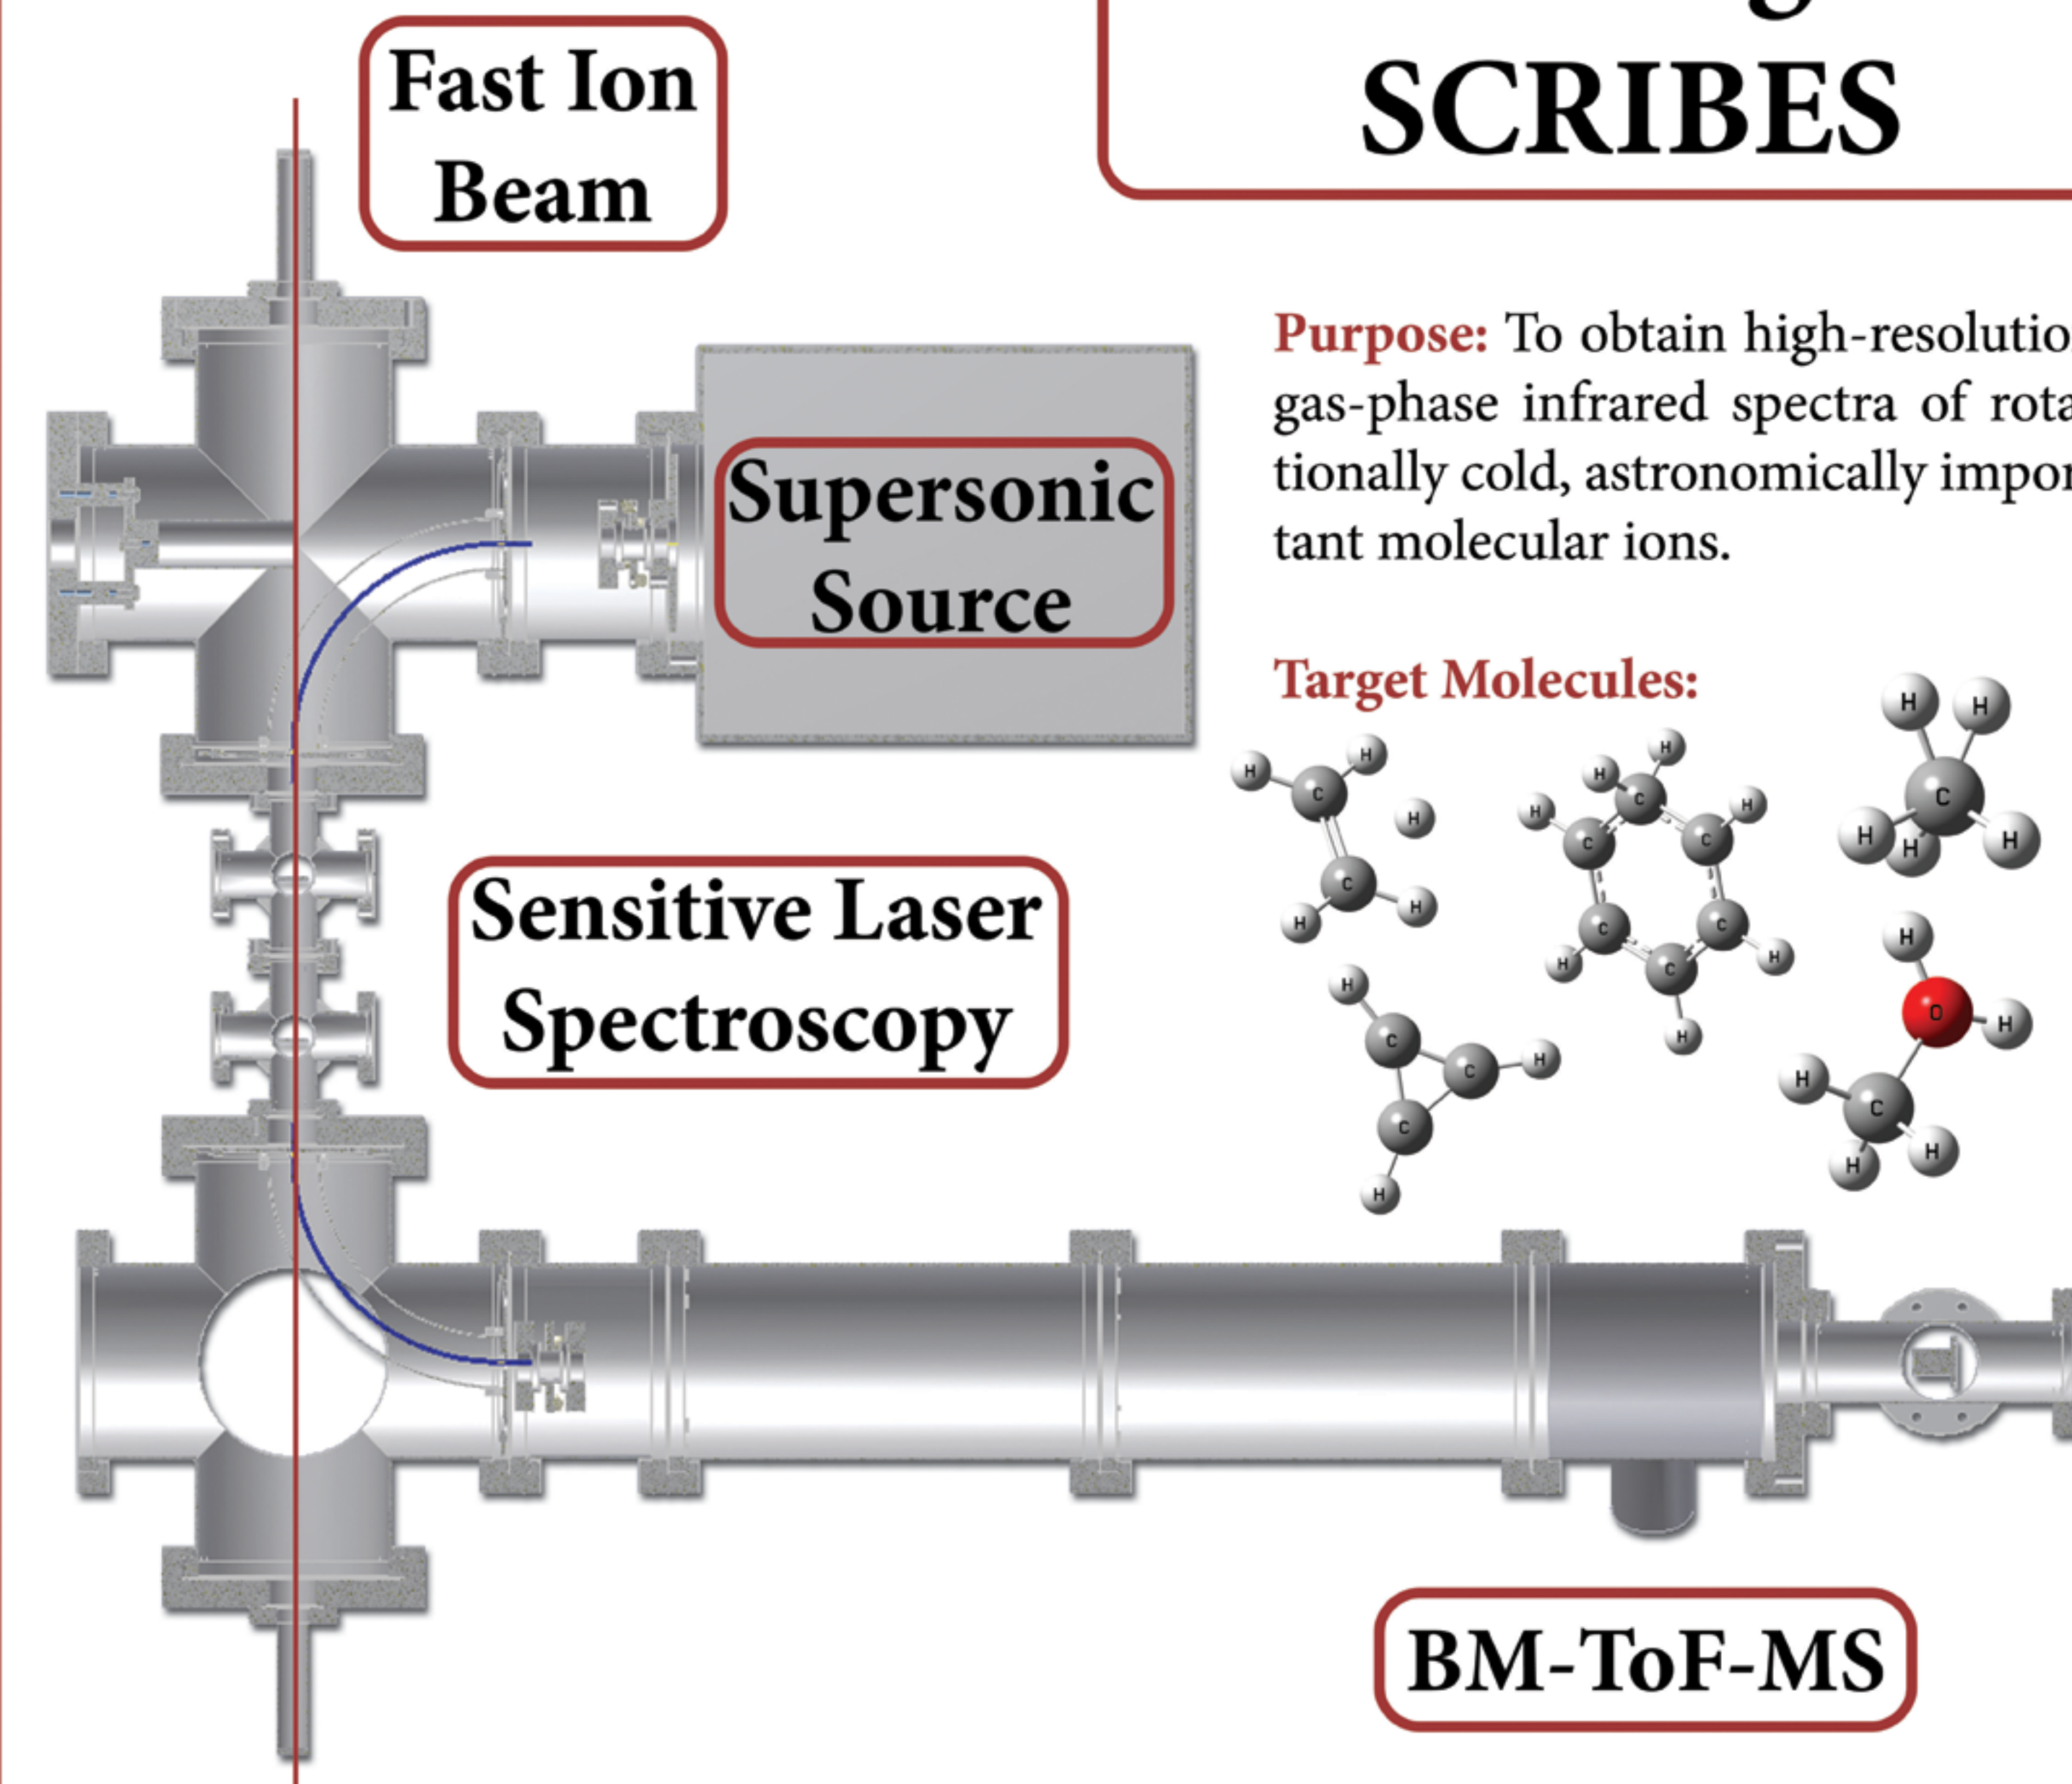 Fast Ion
Beam
SCRIBES
Supersonic
Source
Purpose: To obtain high-resolutio
gas-phase infrared spectra of rota
tionally cold, astronomically impor
tant molecular ions.
Target Molecules:
H
H
C
H
C
H
H
H
H
C
H
C
C
H
C
C
H
C
H
H
H
H
C
H
H
H
H
C
C
H
C
H
H
O
H
H
C
H
H
Sensitive Laser
Spectroscopy
BM-ToF-MS